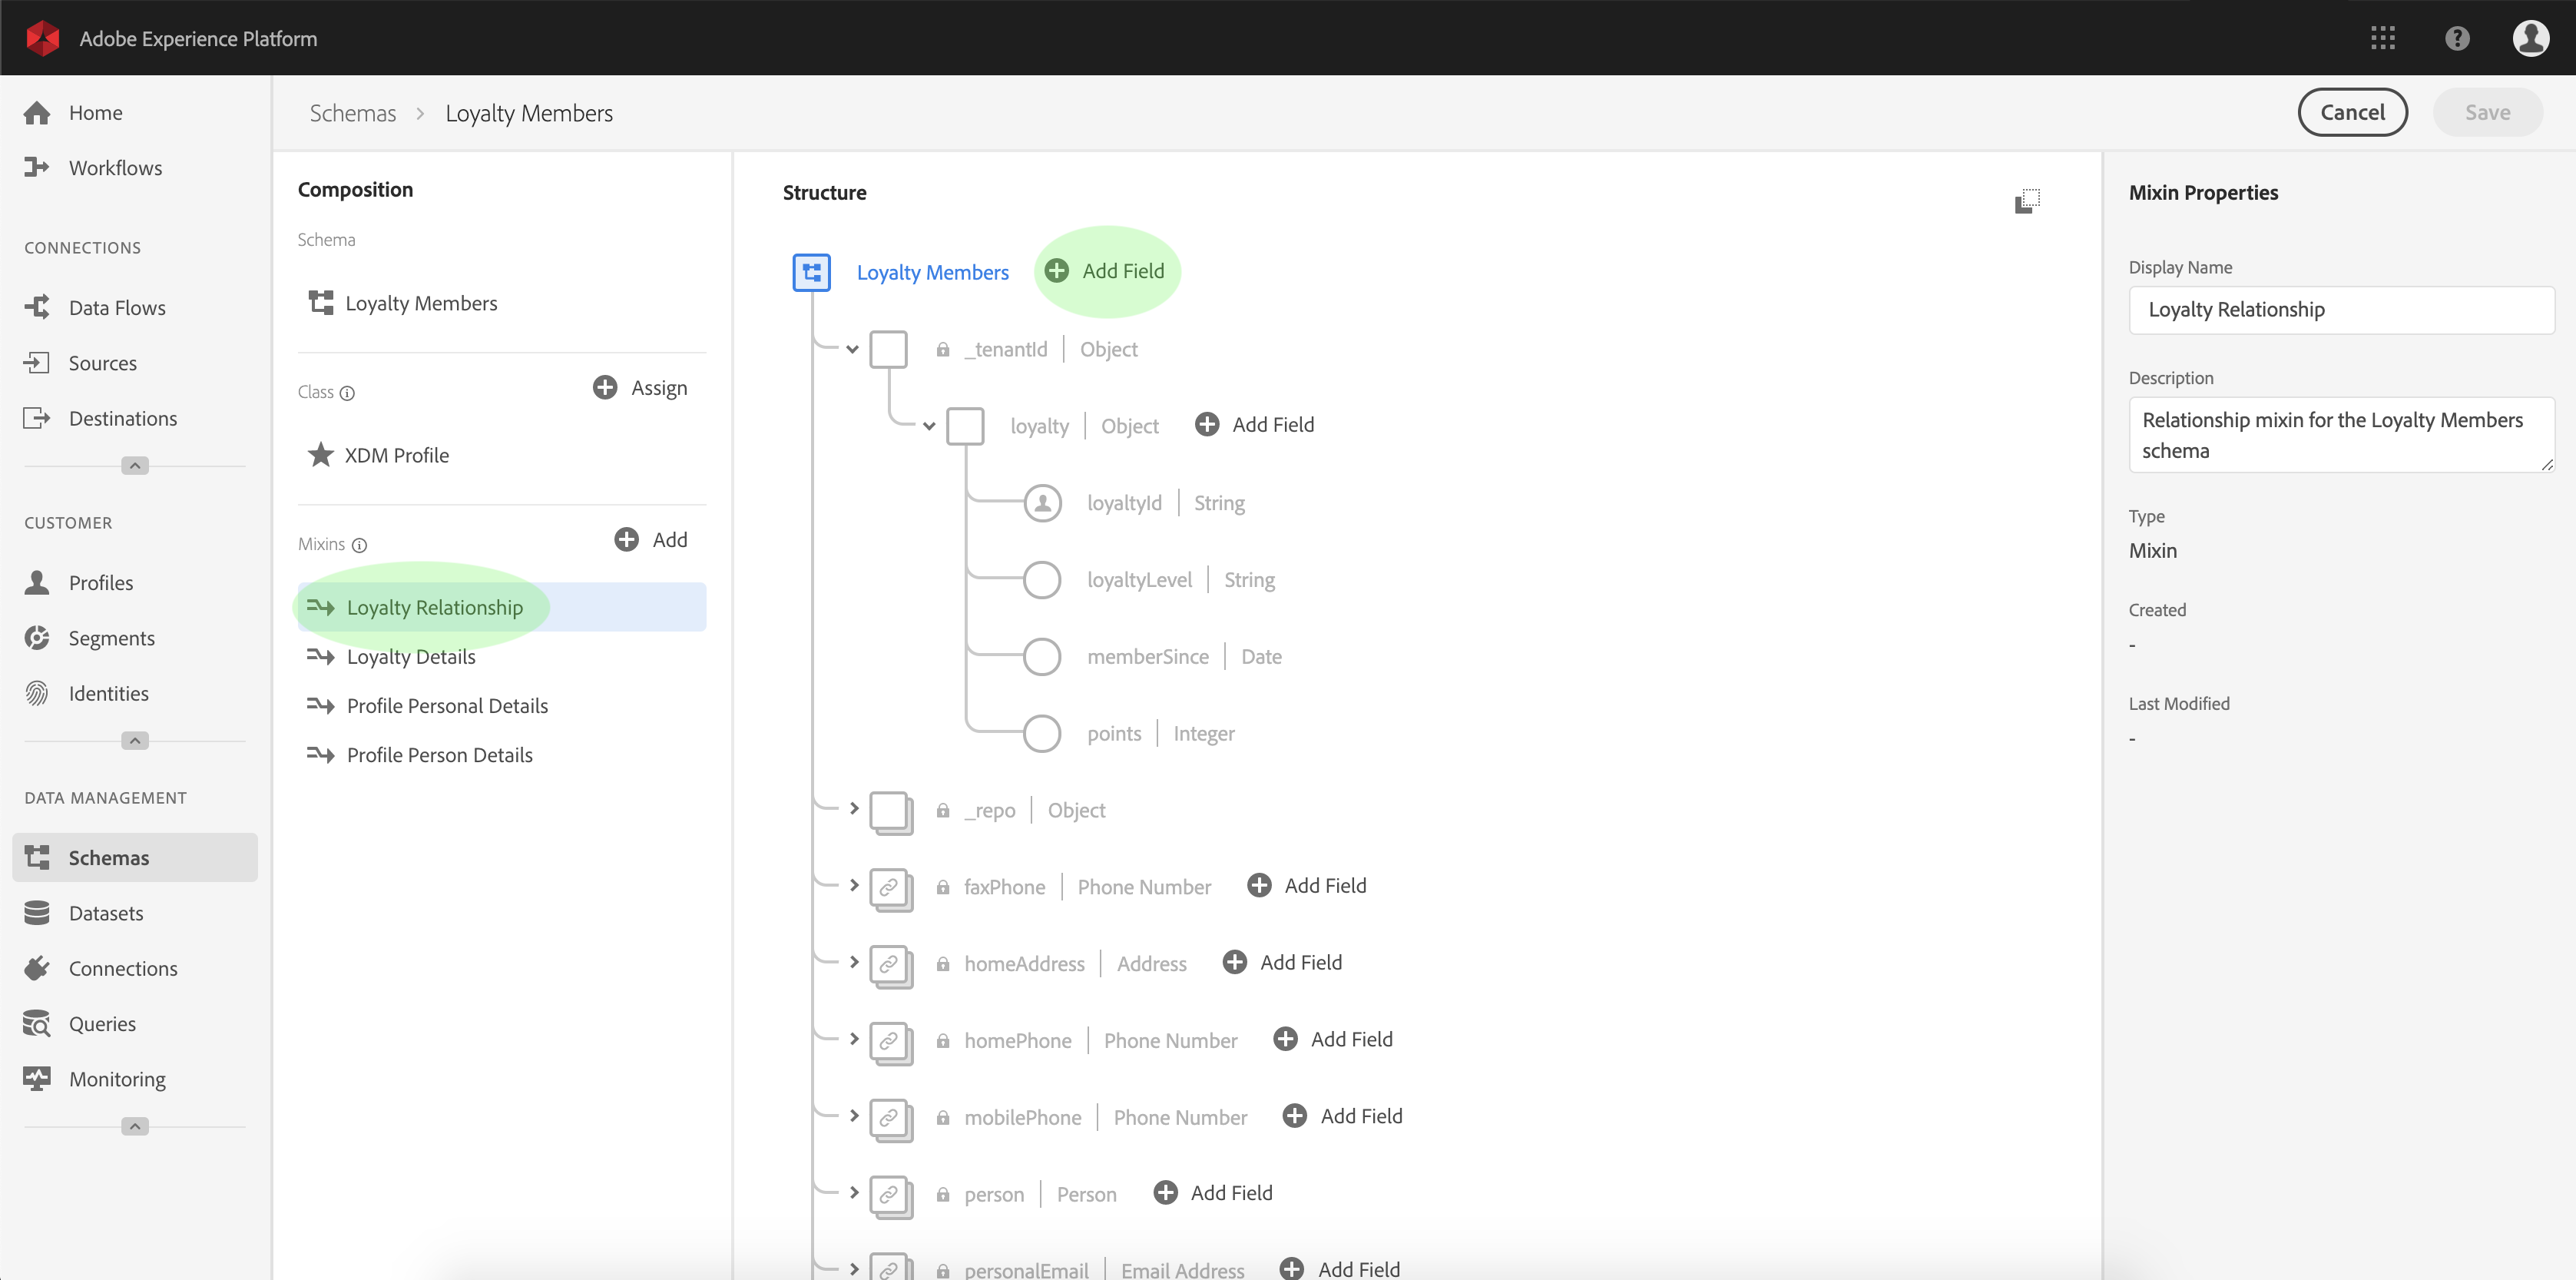 Adobe Experience Platform
Home
Workflows
CONNECTIONS
Data Flows
Sources
Destinations
CUSTOMER
Profiles
Segments
Identities
DATA MANAGEMENT
Schemas
Datasets
Connections
Queries
Monitoring
Schemas > Loyalty Members
Cancel
Save
Composition
Schema
Loyalty Members
Class
Assign
XDM Profile
Mixins
Add
Loyalty Relationship
Loyalty Details
Profile Personal Details
Profile Person Details
Structure
Loyalty Members Add Field
_tenantId | Object
loyalty | Object Add Field
loyaltyId | String
loyaltyLevel | String
memberSince | Date
points | Integer
_repo | Object
faxPhone | Phone Number Add Field
homeAddress | Address Add Field
homePhone | Phone Number Add Field
mobilePhone | Phone Number Add Field
person | Person Add Field
personalEmail | Email Address Add Field
Mixin Properties
Display Name
Loyalty Relationship
Description
Relationship mixin for the Loyalty Members
schema
Type
Mixin
Created
-
Last Modified
-